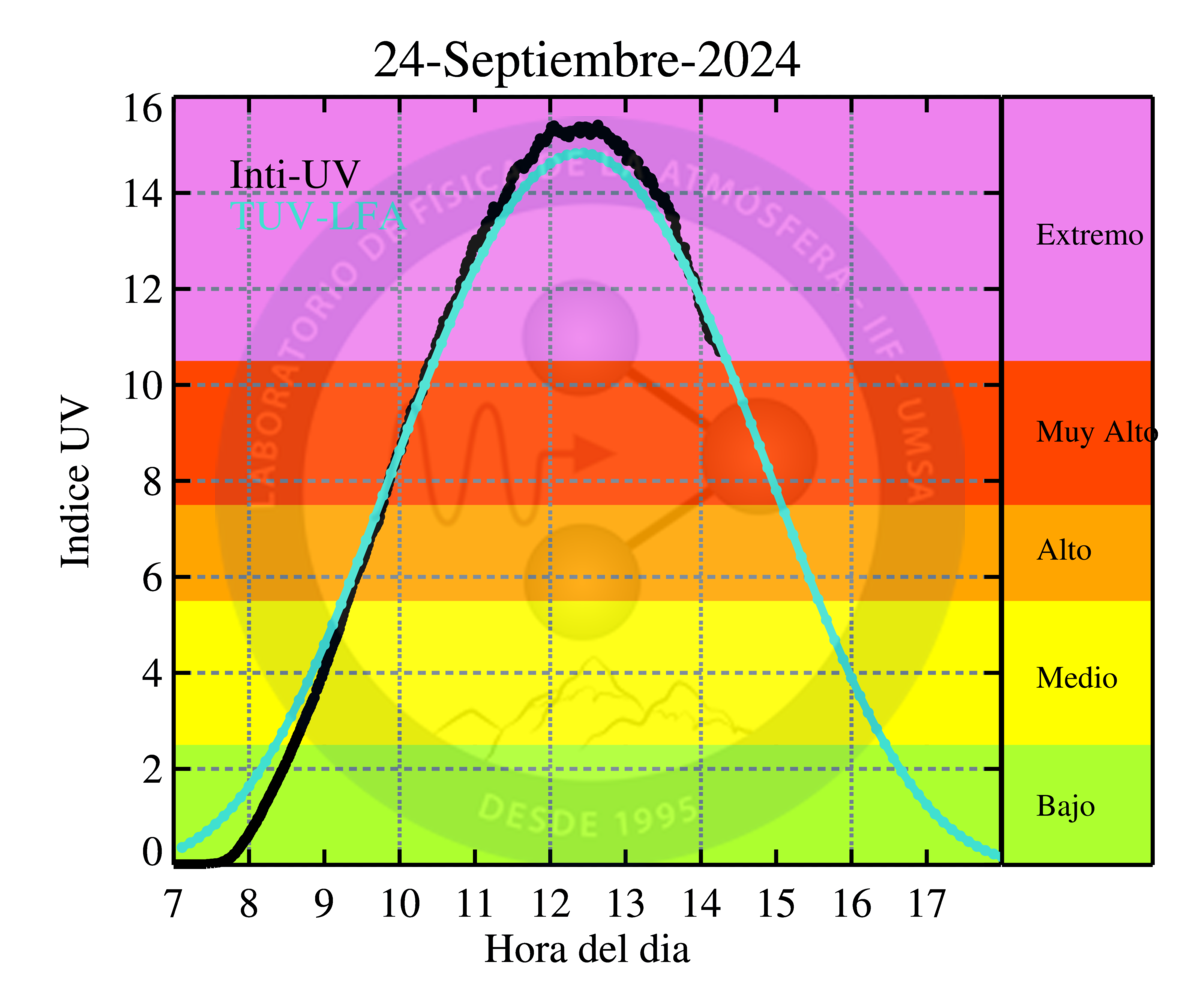 24-Septiembre-2024
Inti-UV
TUV-LFA
LABORATORIO DE FÍSICA DE LA ATMÓSFERA - IIF - UMSA
DESDE 1995
Indice UV
16
14
12
10
8
6
4
2
0
Extremo
Muy Alto
Alto
Medio
Bajo
7 8 9 10 11 12 13 14 15 16 17
Hora del dia